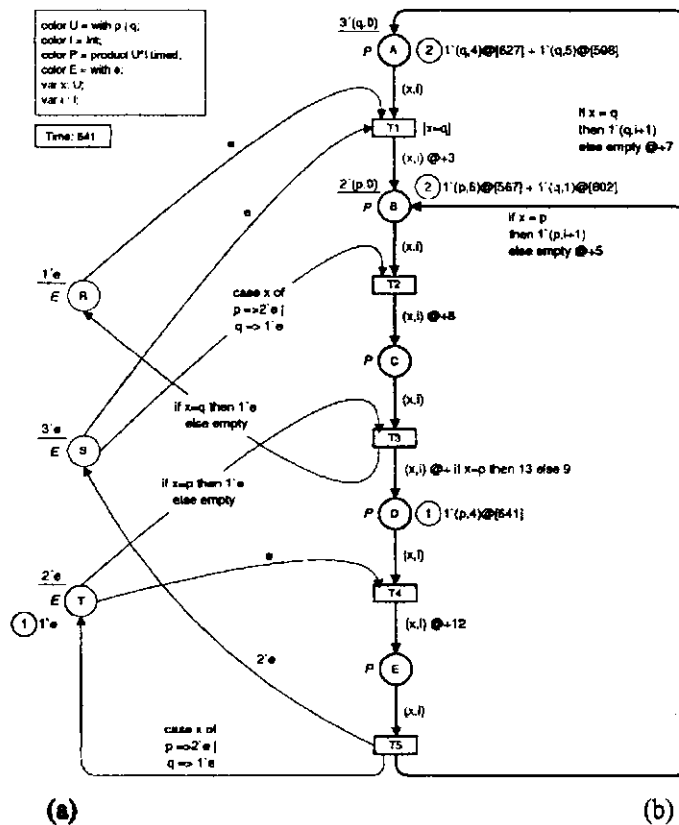 color U = with p | q;
color I = Int;
color P = product U*I timed;
color E = with e;
var x: U;
var i: I;
Time: 641
3`(q,0)
P
A
2
1`(q,4)@[627] + 1`(q,5)@[598]
(x,i)
T1
[x=q]
if x = q
then 1`(q,i+1)
else empty @+7
e
(x,i) @+3
2`(p,0)
P
B
2
1`(p,6)@[567] + 1`(q,1)@[602]
e
if x = p
then 1`(p,i+1)
else empty @+5
(x,i)
1`e
E
R
case x of
p =>2`e |
q => 1`e
T2
(x,i) @+8
P
C
(x,i)
if x=q then 1`e
else empty
3`e
E
S
T3
if x=p then 1`e
else empty
(x,i) @+ if x=p then 13 else 9
P
D
1
1`(p,4)@[641]
e
(x,i)
2`e
E
T
1
1`e
T4
(x,i) @+12
2`e
P
E
(x,i)
case x of
p =>2`e |
q => 1`e
T5
(a)
(b)